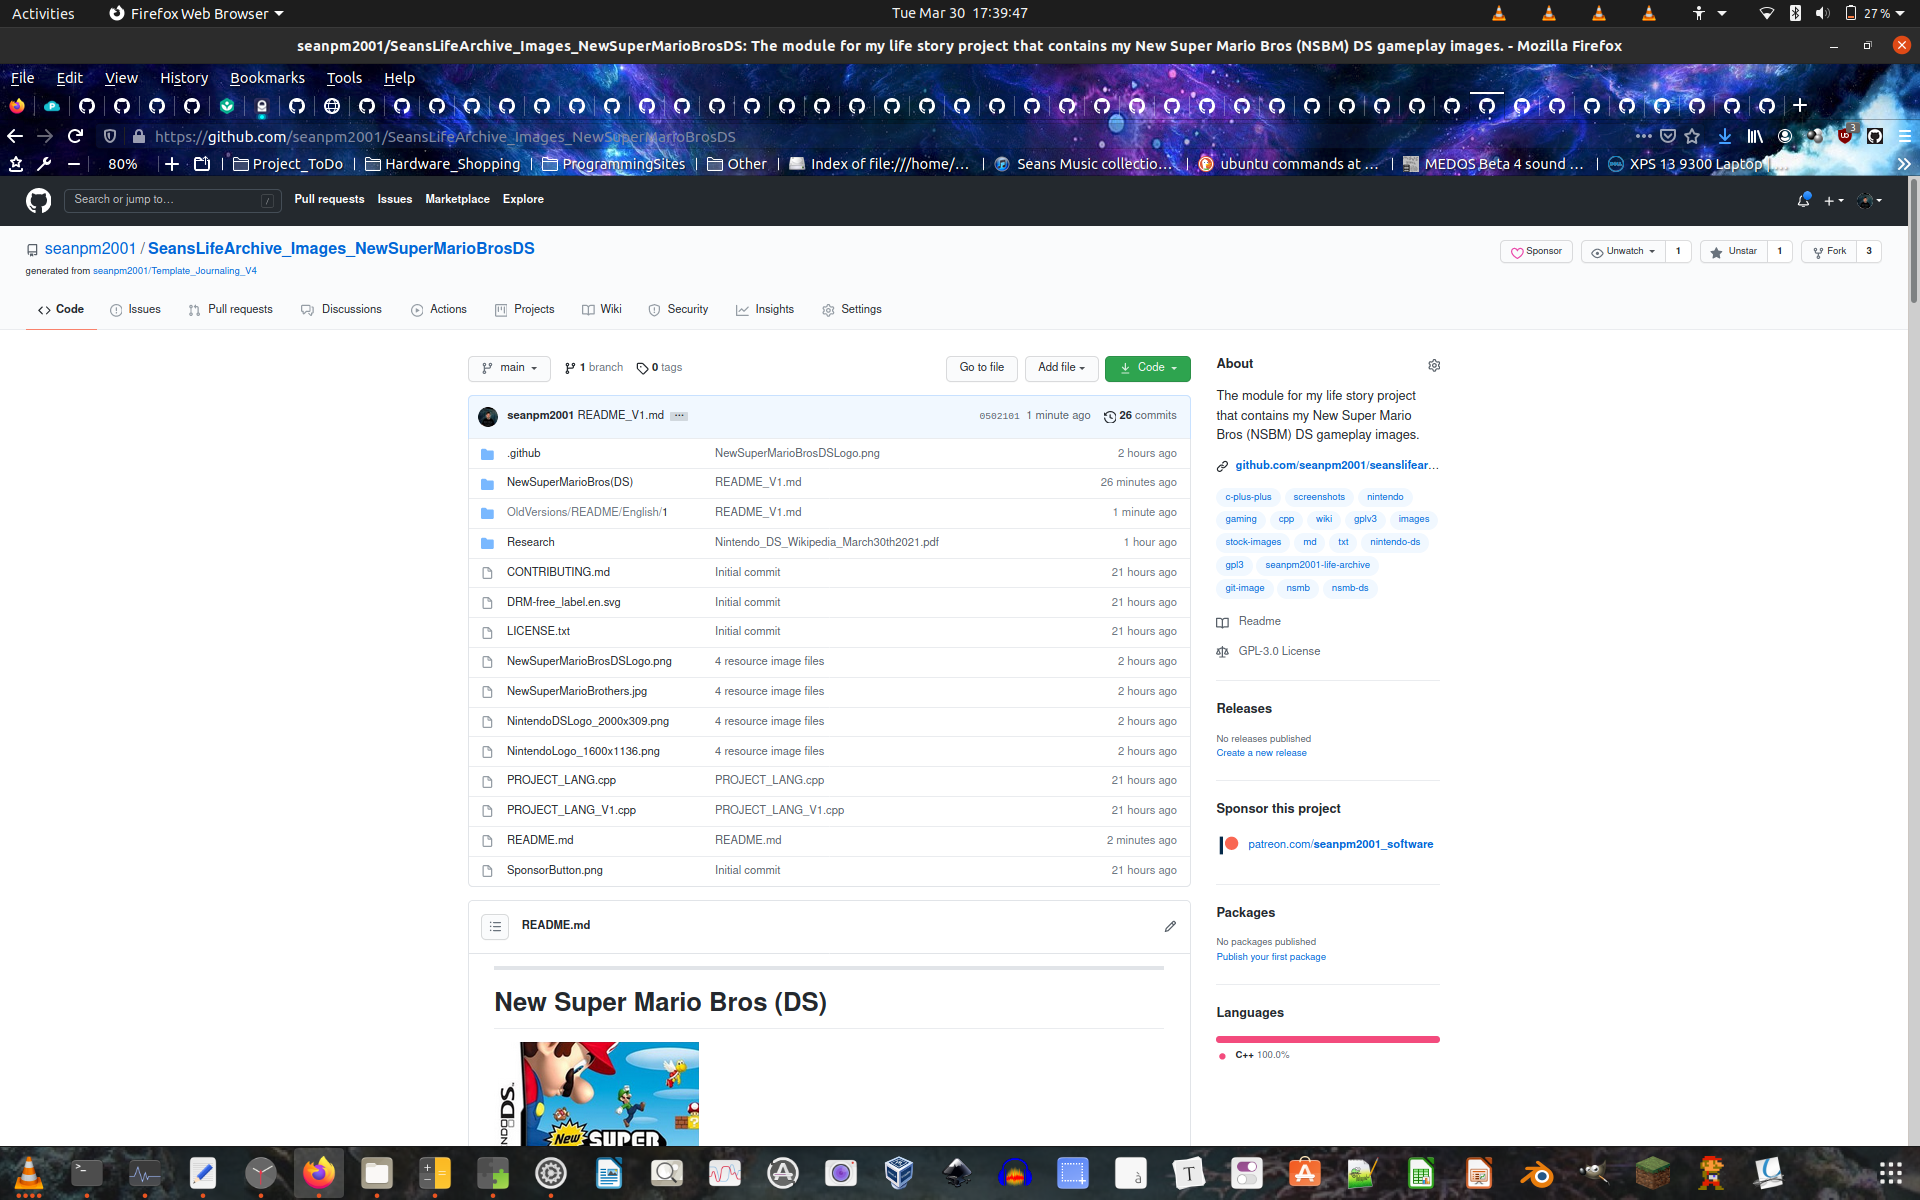 Activities Firefox Web Browser Tue Mar 30 17:39:47 27 %
seanpm2001/SeansLifeArchive_Images_NewSuperMarioBrosDS: The module for my life story project that contains my New Super Mario Bros (NSBM) DS gameplay images. - Mozilla Firefox
File Edit View History Bookmarks Tools Help
https://github.com/seanpm2001/SeansLifeArchive_Images_NewSuperMarioBrosDS 3
80% Project_ToDo Hardware_Shopping ProgrammingSites Other Index of file:///home/... Seans Music collectio... ubuntu commands at ... MEDOS Beta 4 sound ... XPS 13 9300 Laptop
Search or jump to... / Pull requests Issues Marketplace Explore
seanpm2001 / SeansLifeArchive_Images_NewSuperMarioBrosDS Sponsor Unwatch 1 Unstar 1 Fork 3
generated from seanpm2001/Template_Journaling_V4
Code Issues Pull requests Discussions Actions Projects Wiki Security Insights Settings
main 1 branch 0 tags Go to file Add file Code
seanpm2001 README_V1.md ... 0502101 1 minute ago 26 commits
.github NewSuperMarioBrosDSLogo.png 2 hours ago
NewSuperMarioBros(DS) README_V1.md 26 minutes ago
OldVersions/README/English/1 README_V1.md 1 minute ago
Research Nintendo_DS_Wikipedia_March30th2021.pdf 1 hour ago
CONTRIBUTING.md Initial commit 21 hours ago
DRM-free_label.en.svg Initial commit 21 hours ago
LICENSE.txt Initial commit 21 hours ago
NewSuperMarioBrosDSLogo.png 4 resource image files 2 hours ago
NewSuperMarioBrothers.jpg 4 resource image files 2 hours ago
NintendoDSLogo_2000x309.png 4 resource image files 2 hours ago
NintendoLogo_1600x1136.png 4 resource image files 2 hours ago
PROJECT_LANG.cpp PROJECT_LANG.cpp 21 hours ago
PROJECT_LANG_V1.cpp PROJECT_LANG_V1.cpp 21 hours ago
README.md README.md 2 minutes ago
SponsorButton.png Initial commit 21 hours ago
README.md
New Super Mario Bros (DS)
New SUPER
About
The module for my life story project
that contains my New Super Mario
Bros (NSBM) DS gameplay images.
github.com/seanpm2001/seanslifear...
c-plus-plus screenshots nintendo
gaming cpp wiki gplv3 images
stock-images md txt nintendo-ds
gpl3 seanpm2001-life-archive
git-image nsmb nsmb-ds
Readme
GPL-3.0 License
Releases
No releases published
Create a new release
Sponsor this project
patreon.com/seanpm2001_software
Packages
No packages published
Publish your first package
Languages
C++ 100.0%